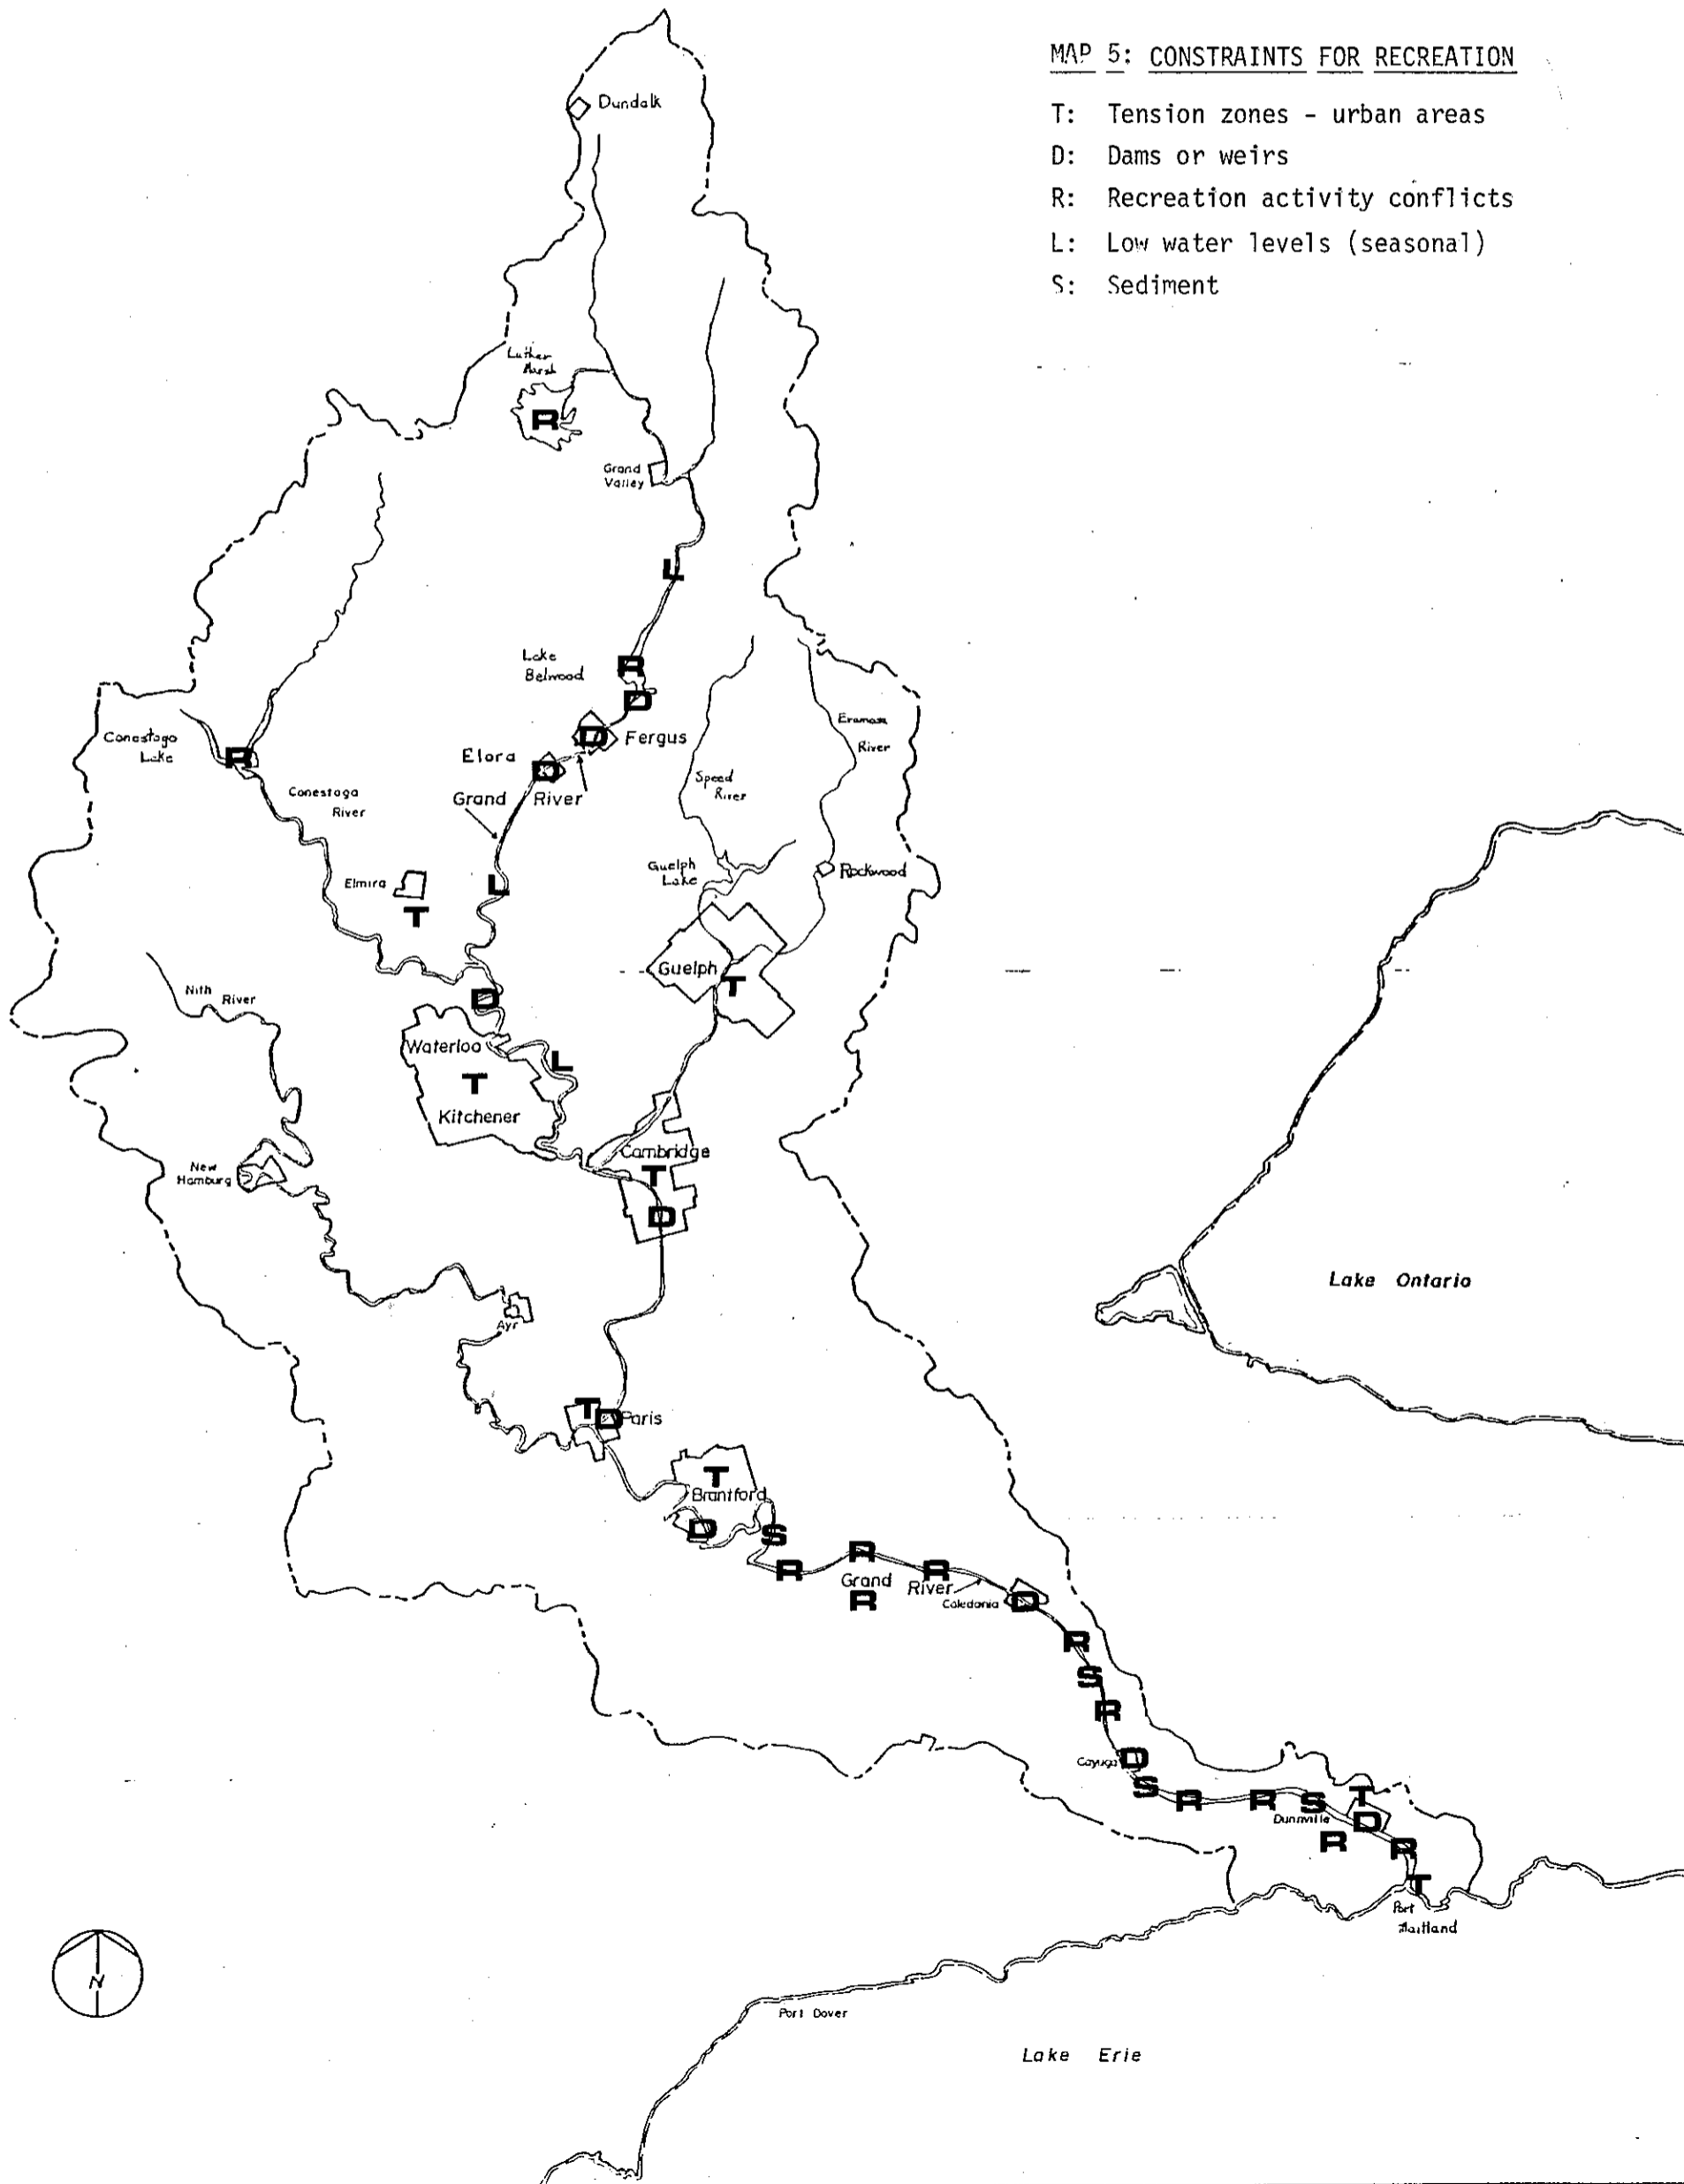 MAP 5: CONSTRAINTS FOR RECREATION
T: Tension zones - urban areas
D: Dams or weirs
R: Recreation activity conflicts
L: Low water levels (seasonal)
S: Sediment
Dundalk
Luther
Marsh
R
Grand
Valley
L
Lake
Belwood
R
D
Eramosa
River
Conestogo
Lake
R
D
Fergus
Elora
D
Speed
River
Conestoga
River
Grand River
Guelph
Lake
Rockwood
Elmira
L
T
Guelph
T
Nith River
D
Waterloo
L
T
Kitchener
Cambridge
T
New
Hamburg
D
Lake Ontario
Ayr
T
D
Paris
T
Brantford
D
S
R
R
R
Grand River
R
Caledonia
D
R
S
R
Cayuga
D
S
R
R
S
T
Dunnville
D
R
R
T
Port
Maitland
N
Port Dover
Lake Erie